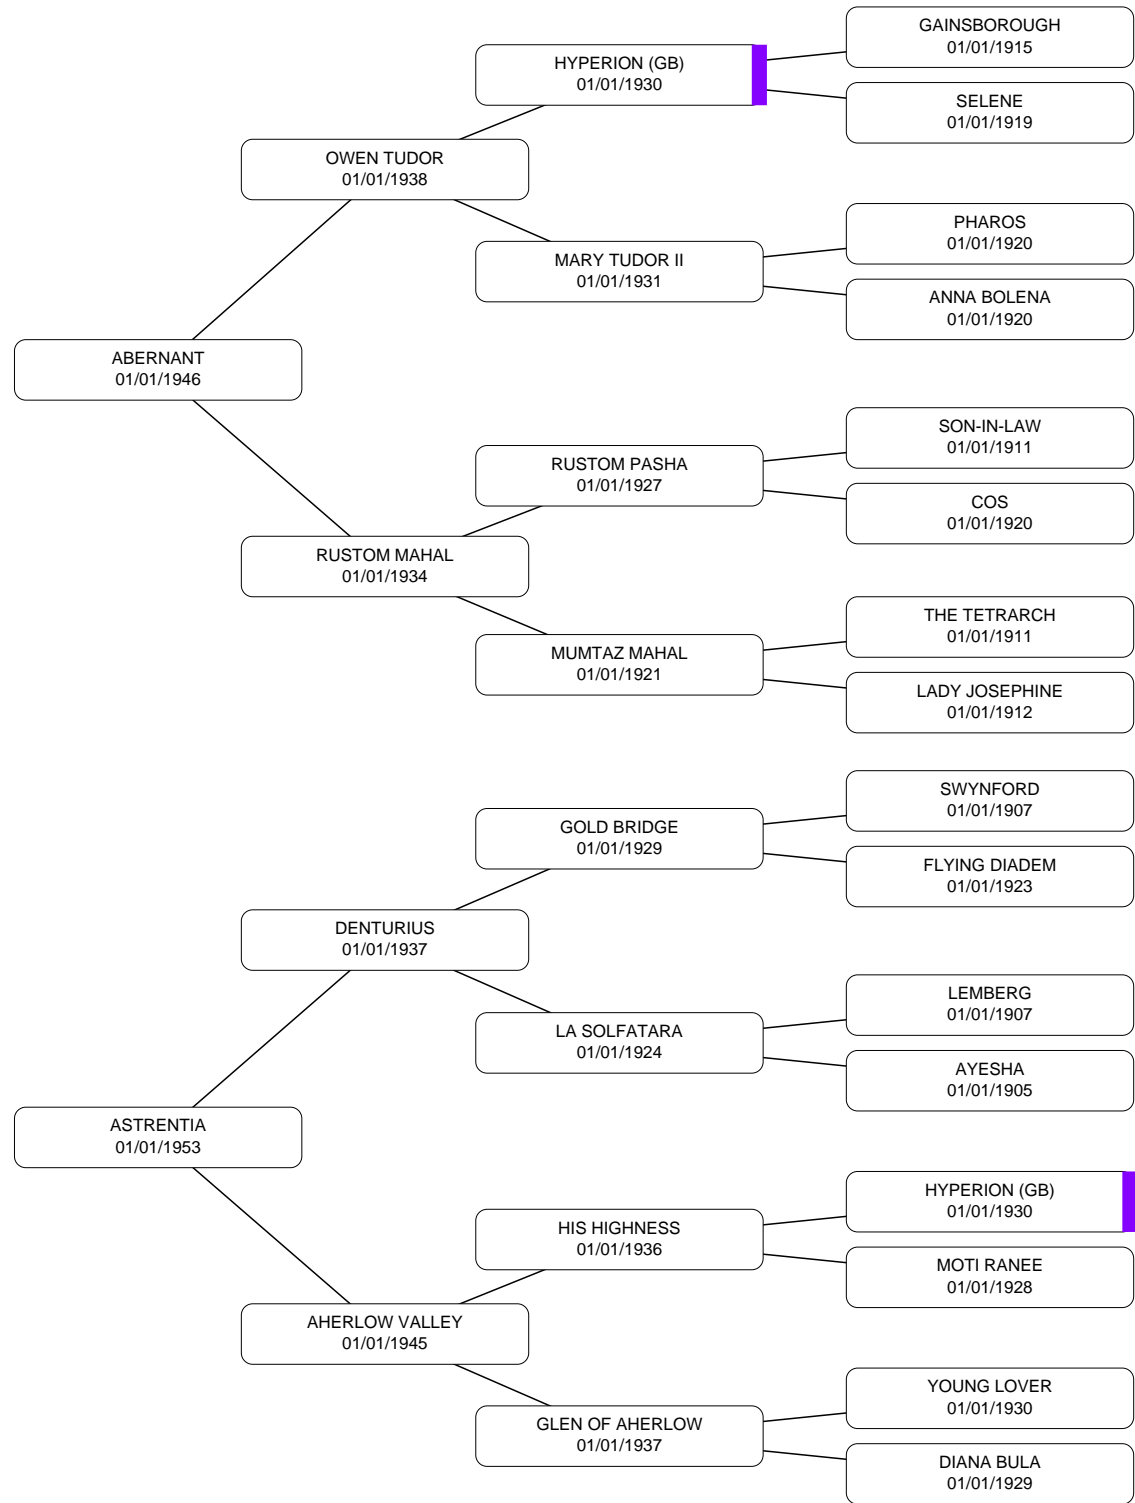 GAINSBOROUGH
01/01/1915
HYPERION (GB)
01/01/1930
SELENE
01/01/1919
OWEN TUDOR
01/01/1938
PHAROS
01/01/1920
MARY TUDOR II
01/01/1931
ANNA BOLENA
01/01/1920
ABERNANT
01/01/1946
SON-IN-LAW
01/01/1911
RUSTOM PASHA
01/01/1927
COS
01/01/1920
RUSTOM MAHAL
01/01/1934
THE TETRARCH
01/01/1911
MUMTAZ MAHAL
01/01/1921
LADY JOSEPHINE
01/01/1912
SWYNFORD
01/01/1907
GOLD BRIDGE
01/01/1929
FLYING DIADEM
01/01/1923
DENTURIUS
01/01/1937
LEMBERG
01/01/1907
LA SOLFATARA
01/01/1924
AYESHA
01/01/1905
ASTRENTIA
01/01/1953
HYPERION (GB)
01/01/1930
HIS HIGHNESS
01/01/1936
MOTI RANEE
01/01/1928
AHERLOW VALLEY
01/01/1945
YOUNG LOVER
01/01/1930
GLEN OF AHERLOW
01/01/1937
DIANA BULA
01/01/1929